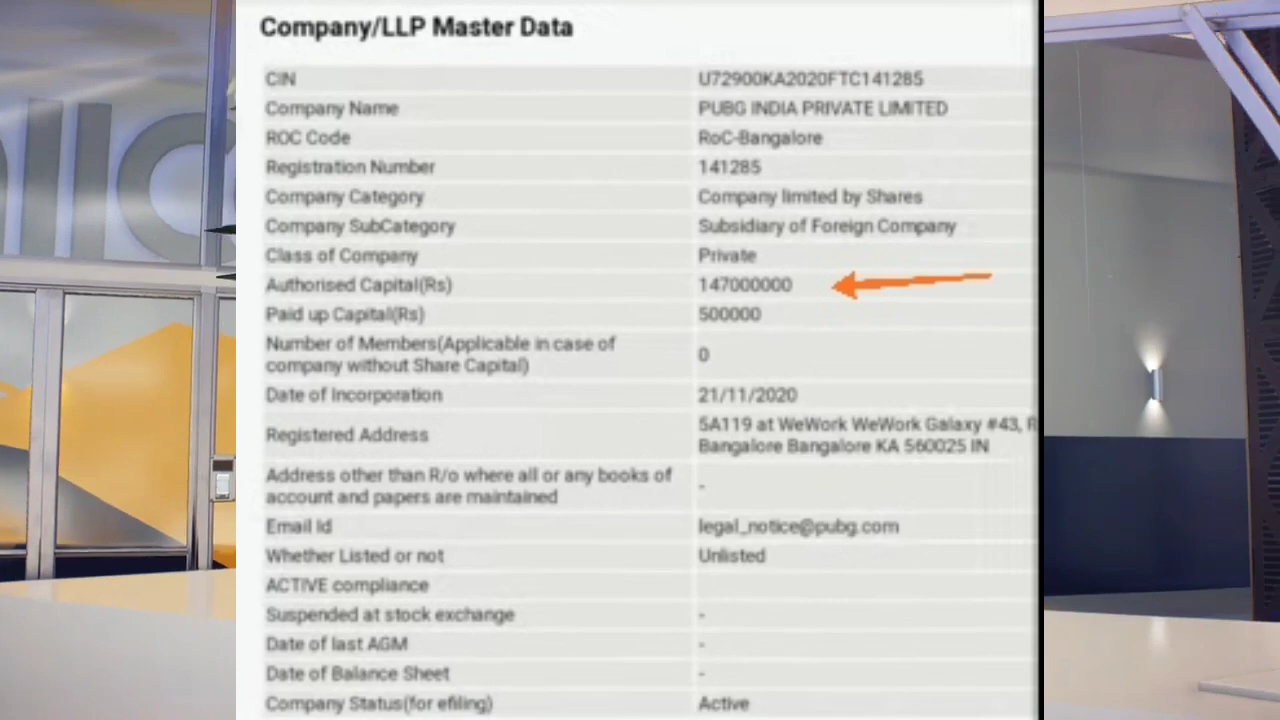 Company/LLP Master Data
CIN U72900KA2020FTC141285
Company Name PUBG INDIA PRIVATE LIMITED
ROC Code RoC-Bangalore
Registration Number 141285
Company Category Company limited by Shares
Company SubCategory Subsidiary of Foreign Company
Class of Company Private
Authorised Capital(Rs) 147000000
Paid up Capital(Rs) 500000
Number of Members(Applicable in case of
company without Share Capital) 0
Date of Incorporation 21/11/2020
Registered Address 5A119 at WeWork WeWork Galaxy #43,
Bangalore Bangalore KA 560025 IN
Address other than R/o where all or any books of
account and papers are maintained -
Email Id legal_notice@pubg.com
Whether Listed or not Unlisted
ACTIVE compliance
Suspended at stock exchange -
Date of last AGM -
Date of Balance Sheet -
Company Status(for efiling) Active